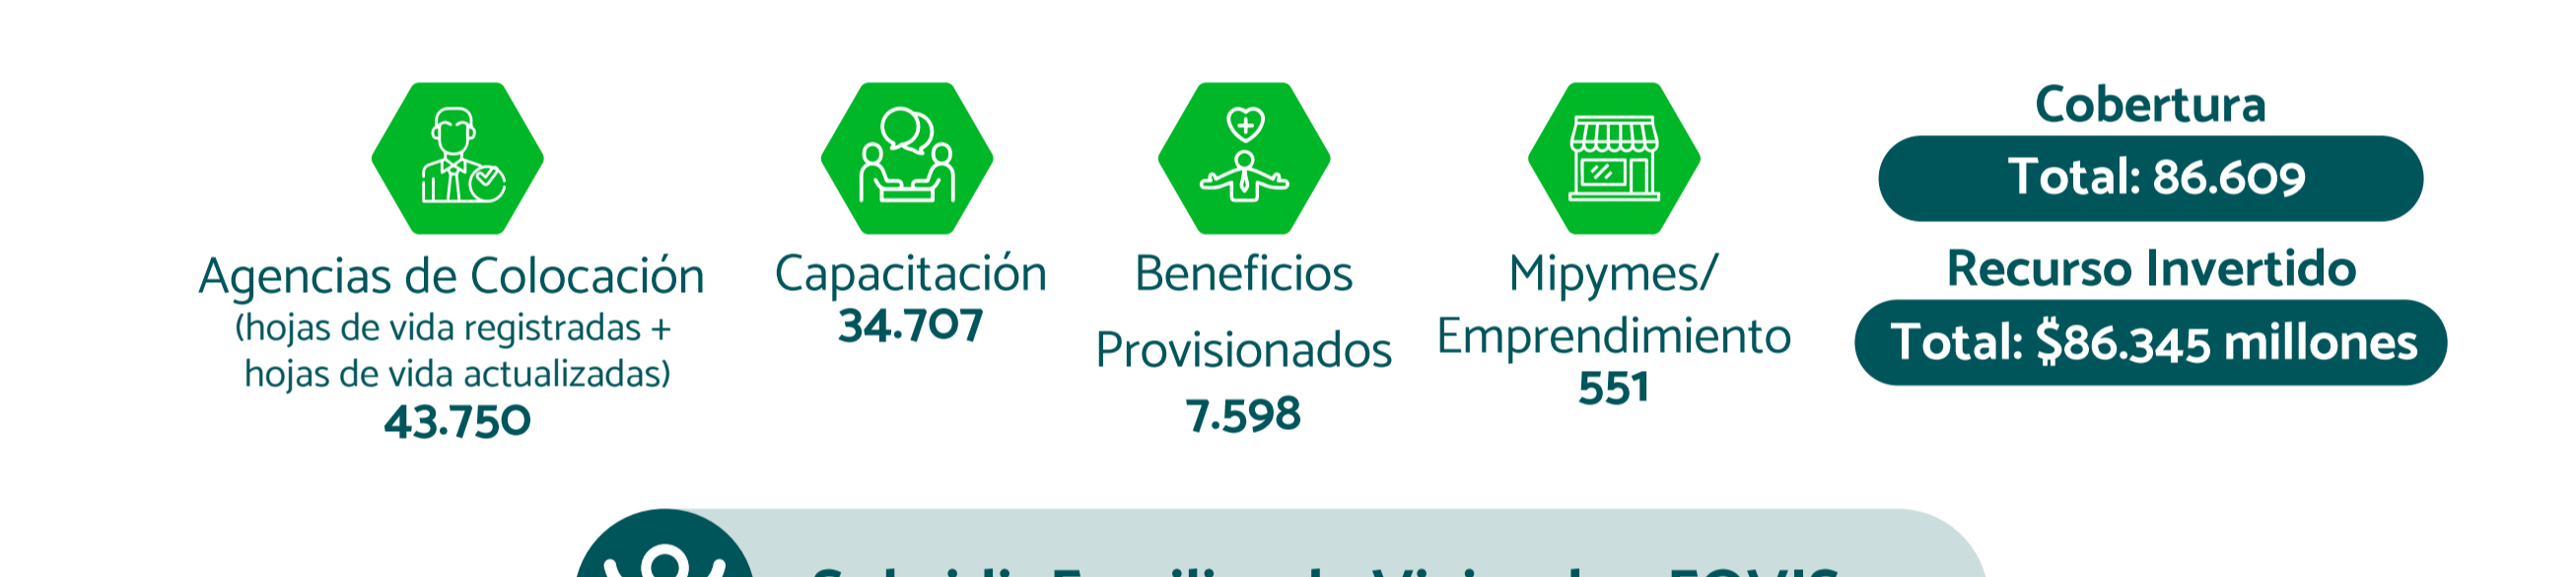 Agencias de Colocación
(hojas de vida registradas +
hojas de vida actualizadas)
43.750
Capacitación
34.707
Beneficios
Provisionados
7.598
Mipymes/
Emprendimiento
551
Cobertura
Total: 86.609
Recurso Invertido
Total: $86.345 millones